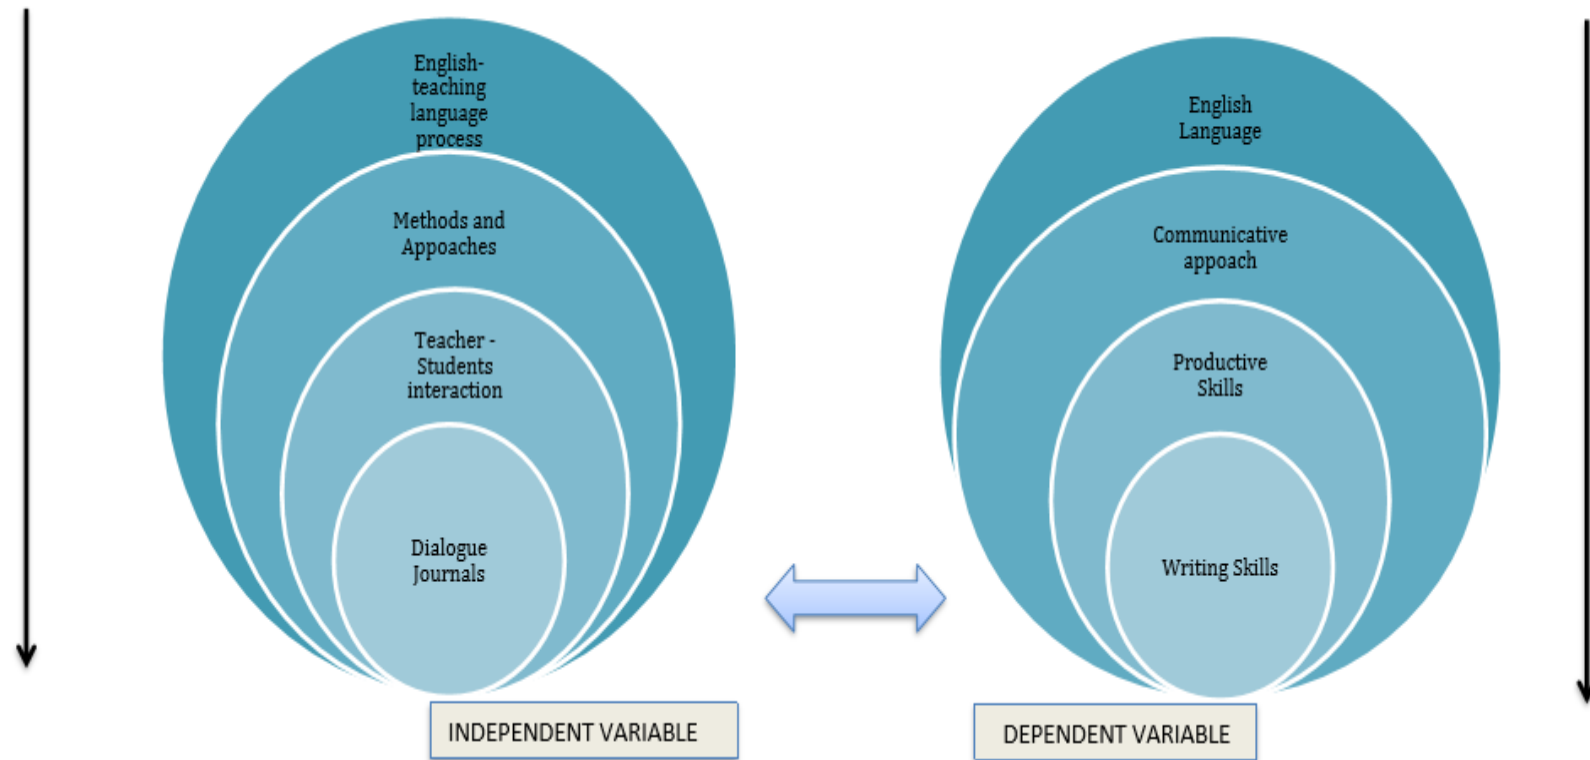 English-
teaching
language
process
Methods and
Appoaches
Teacher -
Students
interaction
Dialogue
Journals
INDEPENDENT VARIABLE
English
Language
Communicative
appoach
Productive
Skills
Writing Skills
DEPENDENT VARIABLE